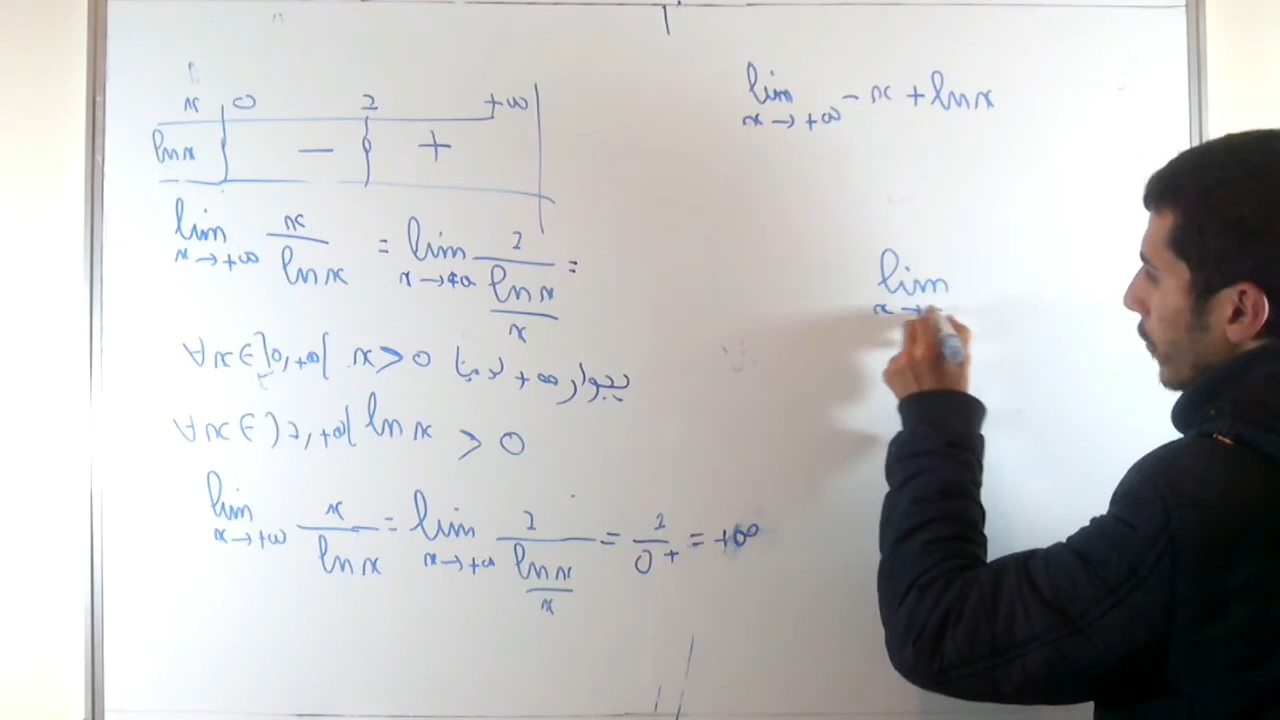 x 0 1 +∞
ln x − +
lim x→+∞ x/ln x = lim x→+∞ 1/(ln x/x) =
∀x∈]0,+∞[ x > 0 لدينا +∞ بجوار
∀x∈]1,+∞[ ln x > 0
lim x→+∞ x/ln x = lim x→+∞ 1/(ln x/x) = 1/0+ = +∞
lim x→+∞ -x + ln x
lim x→